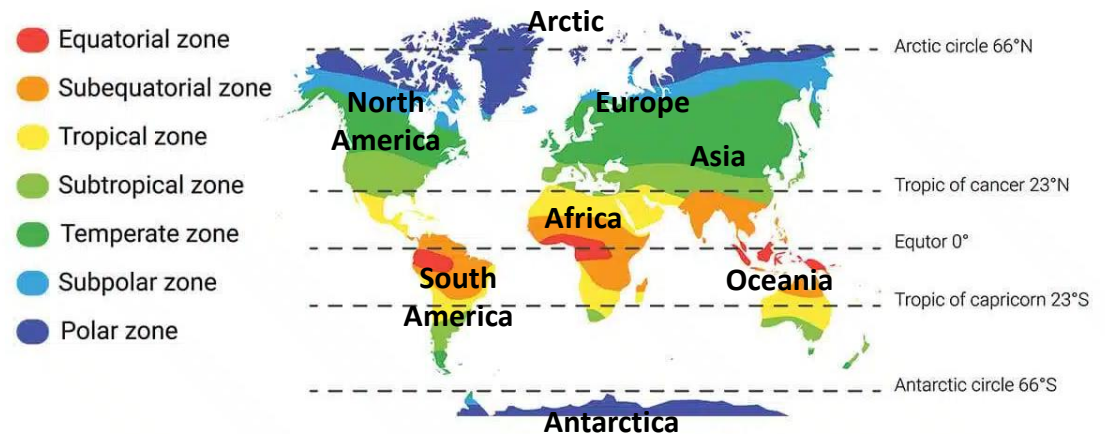 Equatorial zone
Subequatorial zone
Tropical zone
Subtropical zone
Temperate zone
Subpolar zone
Polar zone
Arctic
North
America
Europe
Asia
Africa
South
America
Oceania
Antarctica
Arctic circle 66°N
Tropic of cancer 23°N
Equtor 0°
Tropic of capricorn 23°S
Antarctic circle 66°S